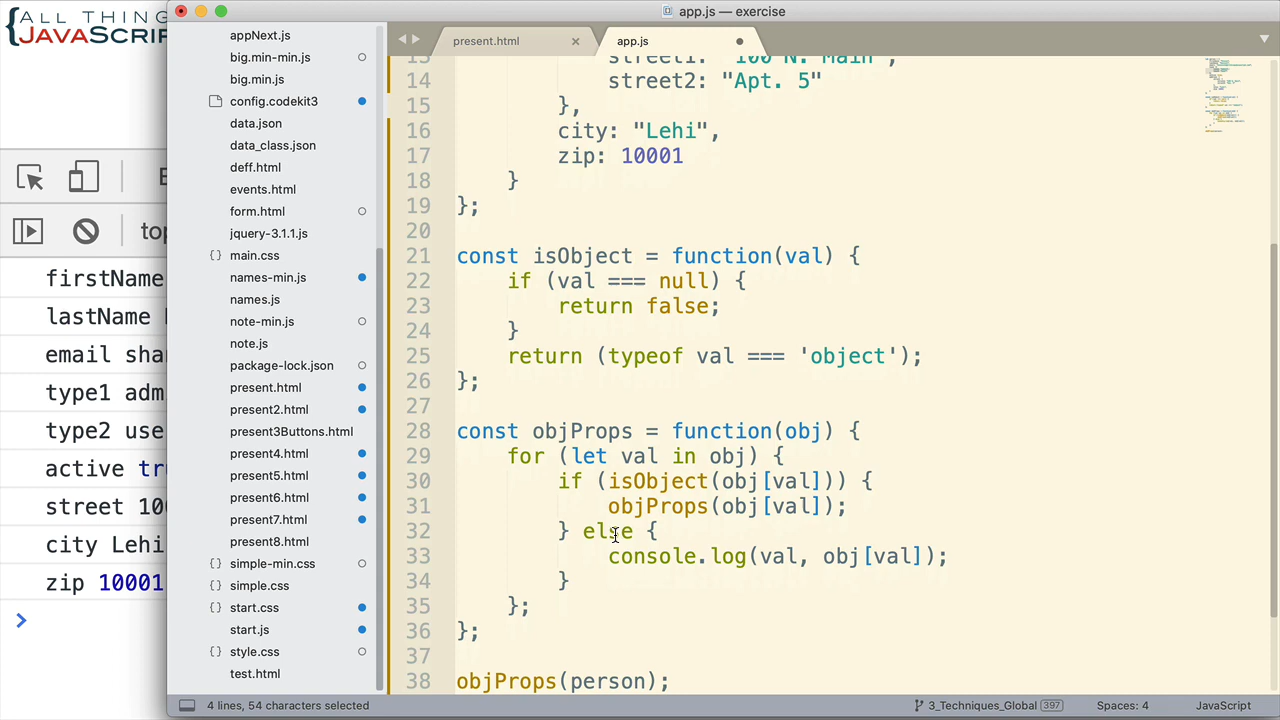 ALL THING
JAVASCRIP
app.js — exercise
present.html
app.js
appNext.js
big.min-min.js
big.min.js
config.codekit3
data.json
data_class.json
deff.html
events.html
form.html
jquery-3.1.1.js
main.css
names-min.js
names.js
note-min.js
note.js
package-lock.json
present.html
present2.html
present3Buttons.html
present4.html
present5.html
present6.html
present7.html
present8.html
simple-min.css
simple.css
start.css
start.js
style.css
test.html
top
firstName
lastName
email sha
type1 adm
type2 use
active tru
street 100
city Lehi
zip 10001
13 street1: "100 N. Main",
14 street2: "Apt. 5"
15 },
16 city: "Lehi",
17 zip: 10001
18 }
19 };
20
21 const isObject = function(val) {
22 if (val === null) {
23 return false;
24 }
25 return (typeof val === 'object');
26 };
27
28 const objProps = function(obj) {
29 for (let val in obj) {
30 if (isObject(obj[val])) {
31 objProps(obj[val]);
32 } else {
33 console.log(val, obj[val]);
34 }
35 };
36 };
37
38 objProps(person);
4 lines, 54 characters selected
3_Techniques_Global 397
Spaces: 4
JavaScript